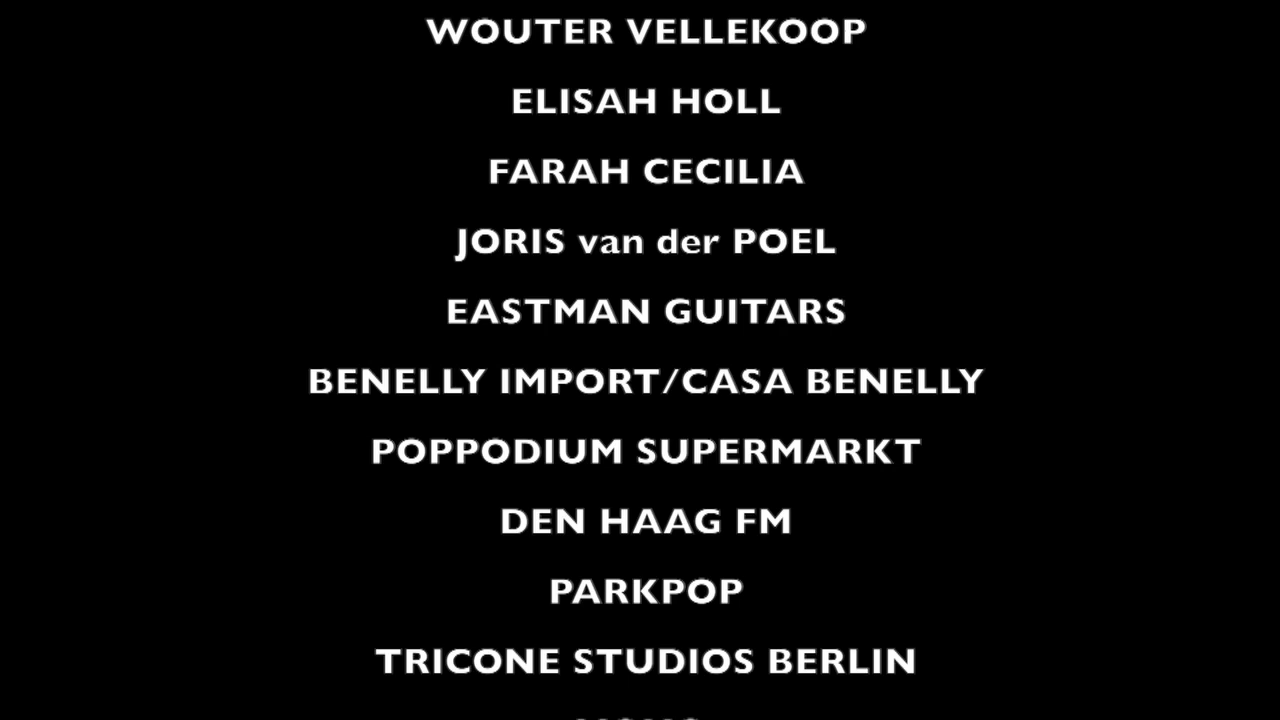 WOUTER VELLEKOOP
ELISAH HOLL
FARAH CECILIA
JORIS van der POEL
EASTMAN GUITARS
BENELLY IMPORT/CASA BENELLY
POPPODIUM SUPERMARKT
DEN HAAG FM
PARKPOP
TRICONE STUDIOS BERLIN